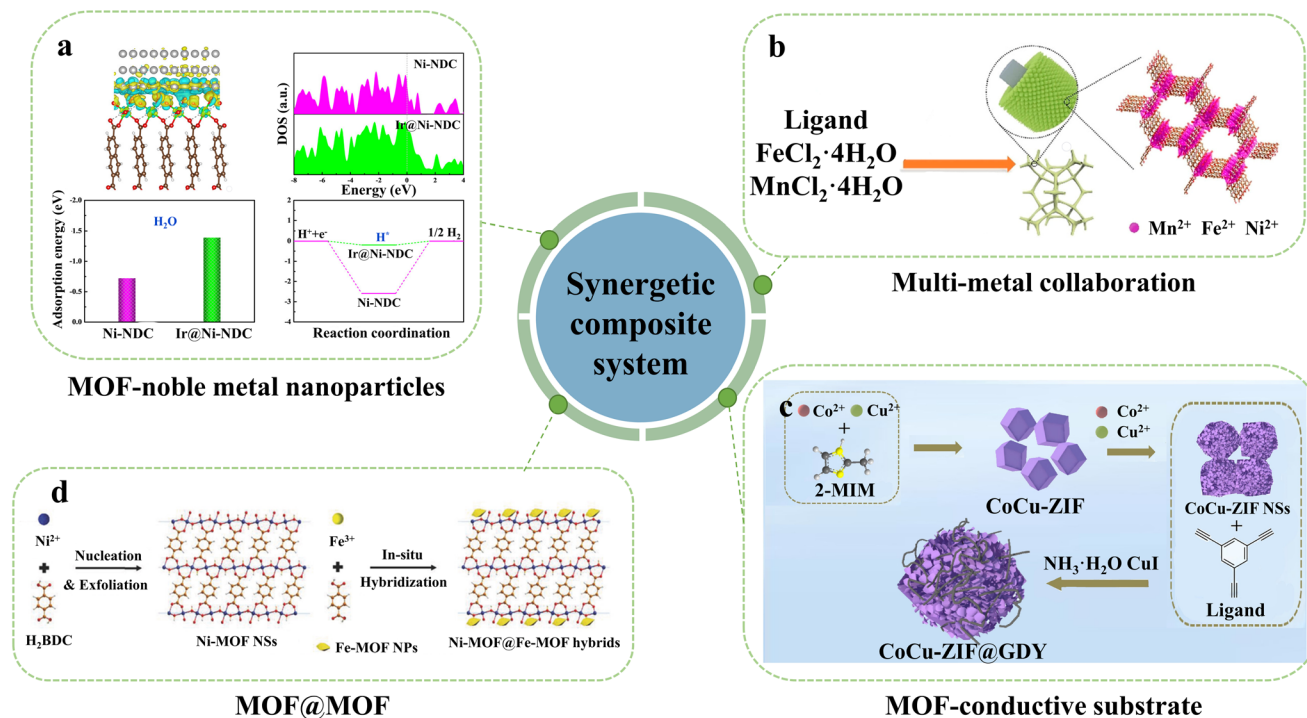 a
Ni-NDC
Ir@Ni-NDC
DOS (a.u.)
-8 -6 -4 -2 0 2 4
Energy (eV)
Adsorption energy (eV)
-2.0
-1.5
-1.0
-0.5
0.0
H₂O
Ni-NDC Ir@Ni-NDC
1
0
-1
-2
-3
-4
H⁺+e⁻ H* 1/2 H₂
Ir@Ni-NDC
Ni-NDC
Reaction coordination
MOF-noble metal nanoparticles
b
Ligand
FeCl₂·4H₂O
MnCl₂·4H₂O
Mn²⁺ Fe²⁺ Ni²⁺
Multi-metal collaboration
Synergetic
composite
system
c
Co²⁺ Cu²⁺
+
2-MIM
CoCu-ZIF
Co²⁺
Cu²⁺
CoCu-ZIF NSs
+
Ligand
NH₃·H₂O CuI
CoCu-ZIF@GDY
MOF-conductive substrate
d
Ni²⁺
+
H₂BDC
Nucleation
& Exfoliation
Ni-MOF NSs
Fe³⁺
+
Fe-MOF NPs
In-situ
Hybridization
Ni-MOF@Fe-MOF hybrids
MOF@MOF